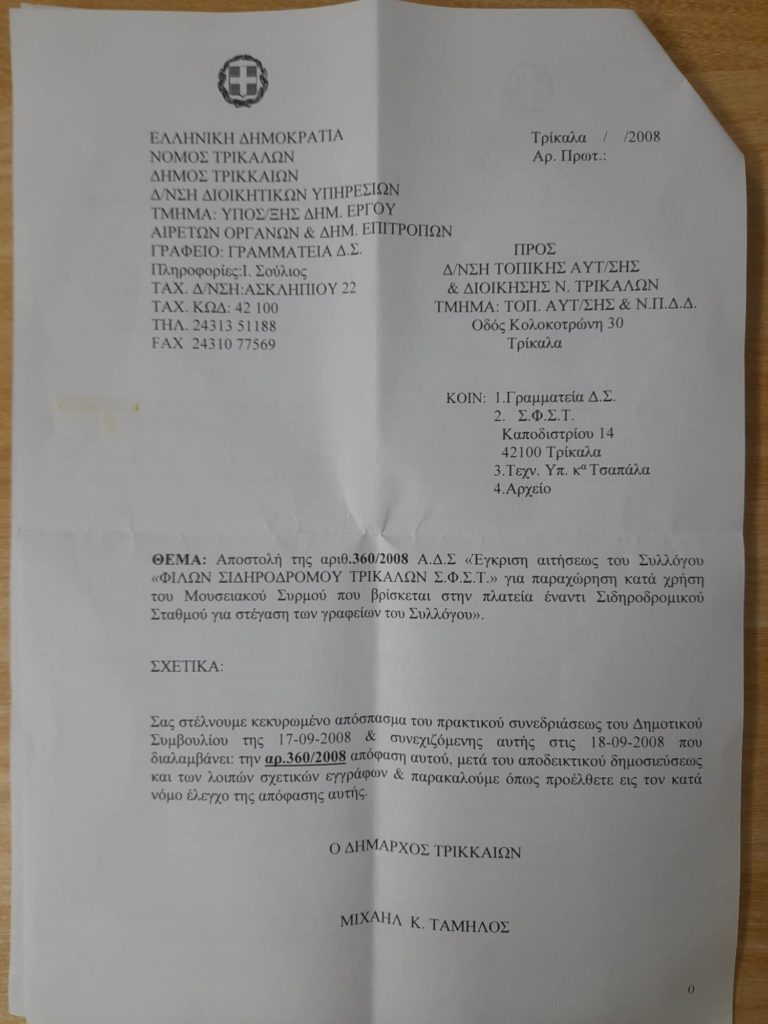 ΕΛΛΗΝΙΚΗ ΔΗΜΟΚΡΑΤΙΑ
ΝΟΜΟΣ ΤΡΙΚΑΛΩΝ
ΔΗΜΟΣ ΤΡΙΚΚΑΙΩΝ
Δ/ΝΣΗ ΔΙΟΙΚΗΤΙΚΩΝ ΥΠΗΡΕΣΙΩΝ
ΤΜΗΜΑ: ΥΠΟΣ/ΞΗΣ ΔΗΜ. ΕΡΓΟΥ
ΑΙΡΕΤΩΝ ΟΡΓΑΝΩΝ & ΔΗΜ. ΕΠΙΤΡΟΠΩΝ
ΓΡΑΦΕΙΟ: ΓΡΑΜΜΑΤΕΙΑ Δ.Σ.
Πληροφορίες:Ι. Σούλιος
ΤΑΧ. Δ/ΝΣΗ:ΑΣΚΛΗΠΙΟΥ 22
ΤΑΧ. ΚΩΔ: 42 100
ΤΗΛ. 24313 51188
FAX 24310 77569
Τρίκαλα / /2008
Αρ. Πρωτ.:
ΠΡΟΣ
Δ/ΝΣΗ ΤΟΠΙΚΗΣ ΑΥΤ/ΣΗΣ
& ΔΙΟΙΚΗΣΗΣ Ν. ΤΡΙΚΑΛΩΝ
ΤΜΗΜΑ: ΤΟΠ. ΑΥΤ/ΣΗΣ & Ν.Π.Δ.Δ.
Οδός Κολοκοτρώνη 30
Τρίκαλα
ΚΟΙΝ: 1.Γραμματεία Δ.Σ.
2. Σ.Φ.Σ.Τ.
Καποδιστρίου 14
42100 Τρίκαλα
3.Τεχν. Υπ. κα Τσαπάλα
4.Αρχείο
ΘΕΜΑ: Αποστολή της αριθ.360/2008 Α.Δ.Σ «Έγκριση αιτήσεως του Συλλόγου
«ΦΙΛΩΝ ΣΙΔΗΡΟΔΡΟΜΟΥ ΤΡΙΚΑΛΩΝ Σ.Φ.Σ.Τ.» για παραχώρηση κατά χρήση
του Μουσειακού Συρμού που βρίσκεται στην πλατεία έναντι Σιδηροδρομικού
Σταθμού για στέγαση των γραφείων του Συλλόγου».
ΣΧΕΤΙΚΑ:
Σας στέλνουμε κεκυρωμένο απόσπασμα του πρακτικού συνεδριάσεως του Δημοτικού
Συμβουλίου της 17-09-2008 & συνεχιζόμενης αυτής στις 18-09-2008 που
διαλαμβάνει: την αρ.360/2008 απόφαση αυτού, μετά του αποδεικτικού δημοσιεύσεως
και των λοιπών σχετικών εγγράφων & παρακαλούμε όπως προέλθετε εις τον κατά
νόμο έλεγχο της απόφασης αυτής.
Ο ΔΗΜΑΡΧΟΣ ΤΡΙΚΚΑΙΩΝ
ΜΙΧΑΗΛ Κ. ΤΑΜΗΛΟΣ
0